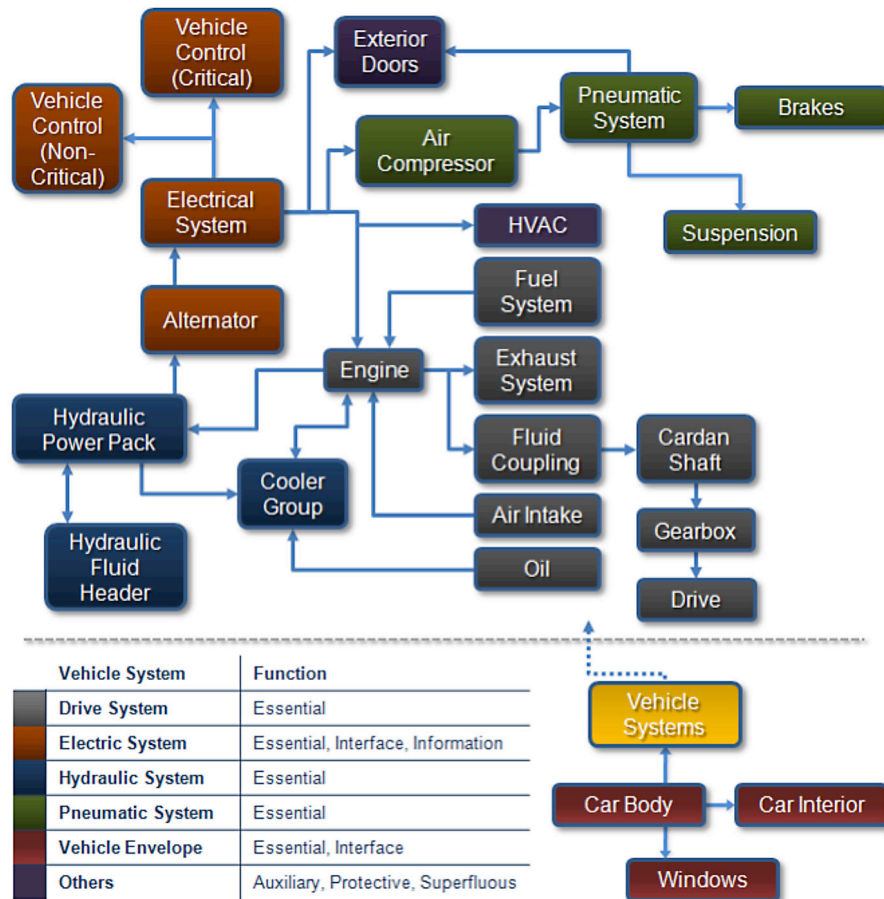 Vehicle
Control
(Critical)
Exterior
Doors
Vehicle
Control
(Non-
Critical)
Pneumatic
System
Brakes
Air
Compressor
Electrical
System
HVAC
Suspension
Fuel
System
Alternator
Engine
Exhaust
System
Hydraulic
Power Pack
Fluid
Coupling
Cardan
Shaft
Cooler
Group
Air Intake
Gearbox
Hydraulic
Fluid
Header
Oil
Drive
Vehicle System Function
Drive System Essential
Electric System Essential, Interface, Information
Hydraulic System Essential
Pneumatic System Essential
Vehicle Envelope Essential, Interface
Others Auxiliary, Protective, Superfluous
Vehicle
Systems
Car Body
Car Interior
Windows